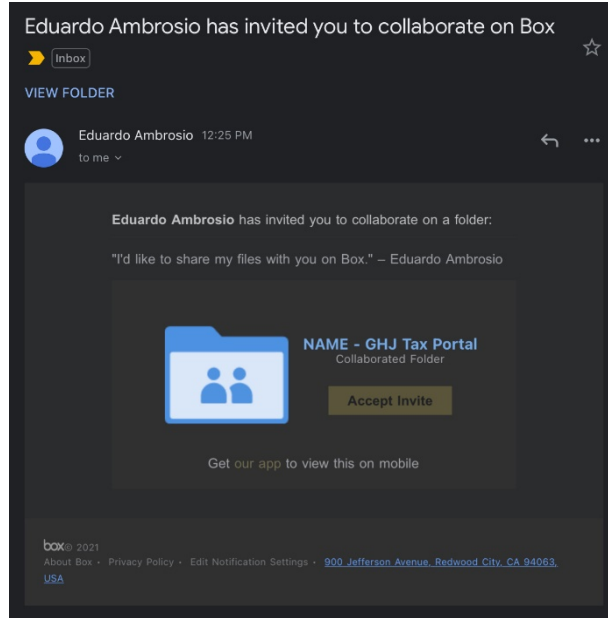 Eduardo Ambrosio has invited you to collaborate on Box
Inbox
VIEW FOLDER
Eduardo Ambrosio 12:25 PM
to me
Eduardo Ambrosio has invited you to collaborate on a folder:
"I'd like to share my files with you on Box." – Eduardo Ambrosio
NAME - GHJ Tax Portal
Collaborated Folder
Accept Invite
Get our app to view this on mobile
box© 2021
About Box • Privacy Policy • Edit Notification Settings • 900 Jefferson Avenue, Redwood City, CA 94063,
USA